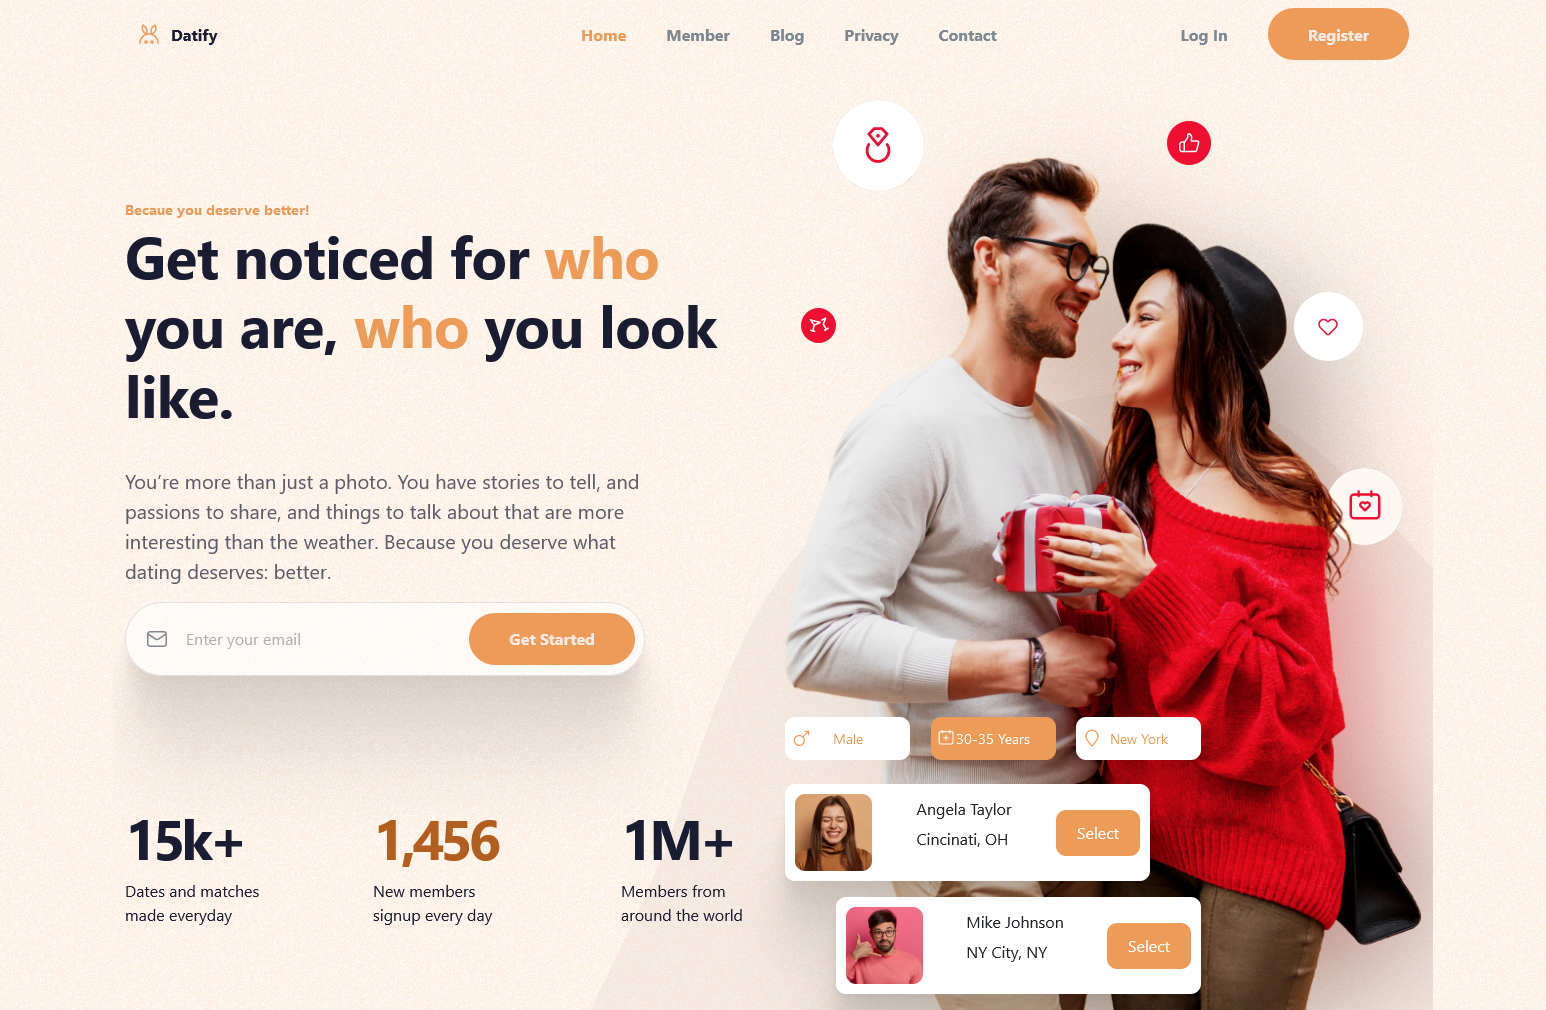 Datify
Home
Member
Blog
Privacy
Contact
Log In
Register
Becaue you deserve better!
Get noticed for who
you are, who you look
like.
You’re more than just a photo. You have stories to tell, and
passions to share, and things to talk about that are more
interesting than the weather. Because you deserve what
dating deserves: better.
Enter your email
Get Started
15k+
Dates and matches
made everyday
1,456
New members
signup every day
1M+
Members from
around the world
Male
30-35 Years
New York
Angela Taylor
Cincinati, OH
Select
Mike Johnson
NY City, NY
Select